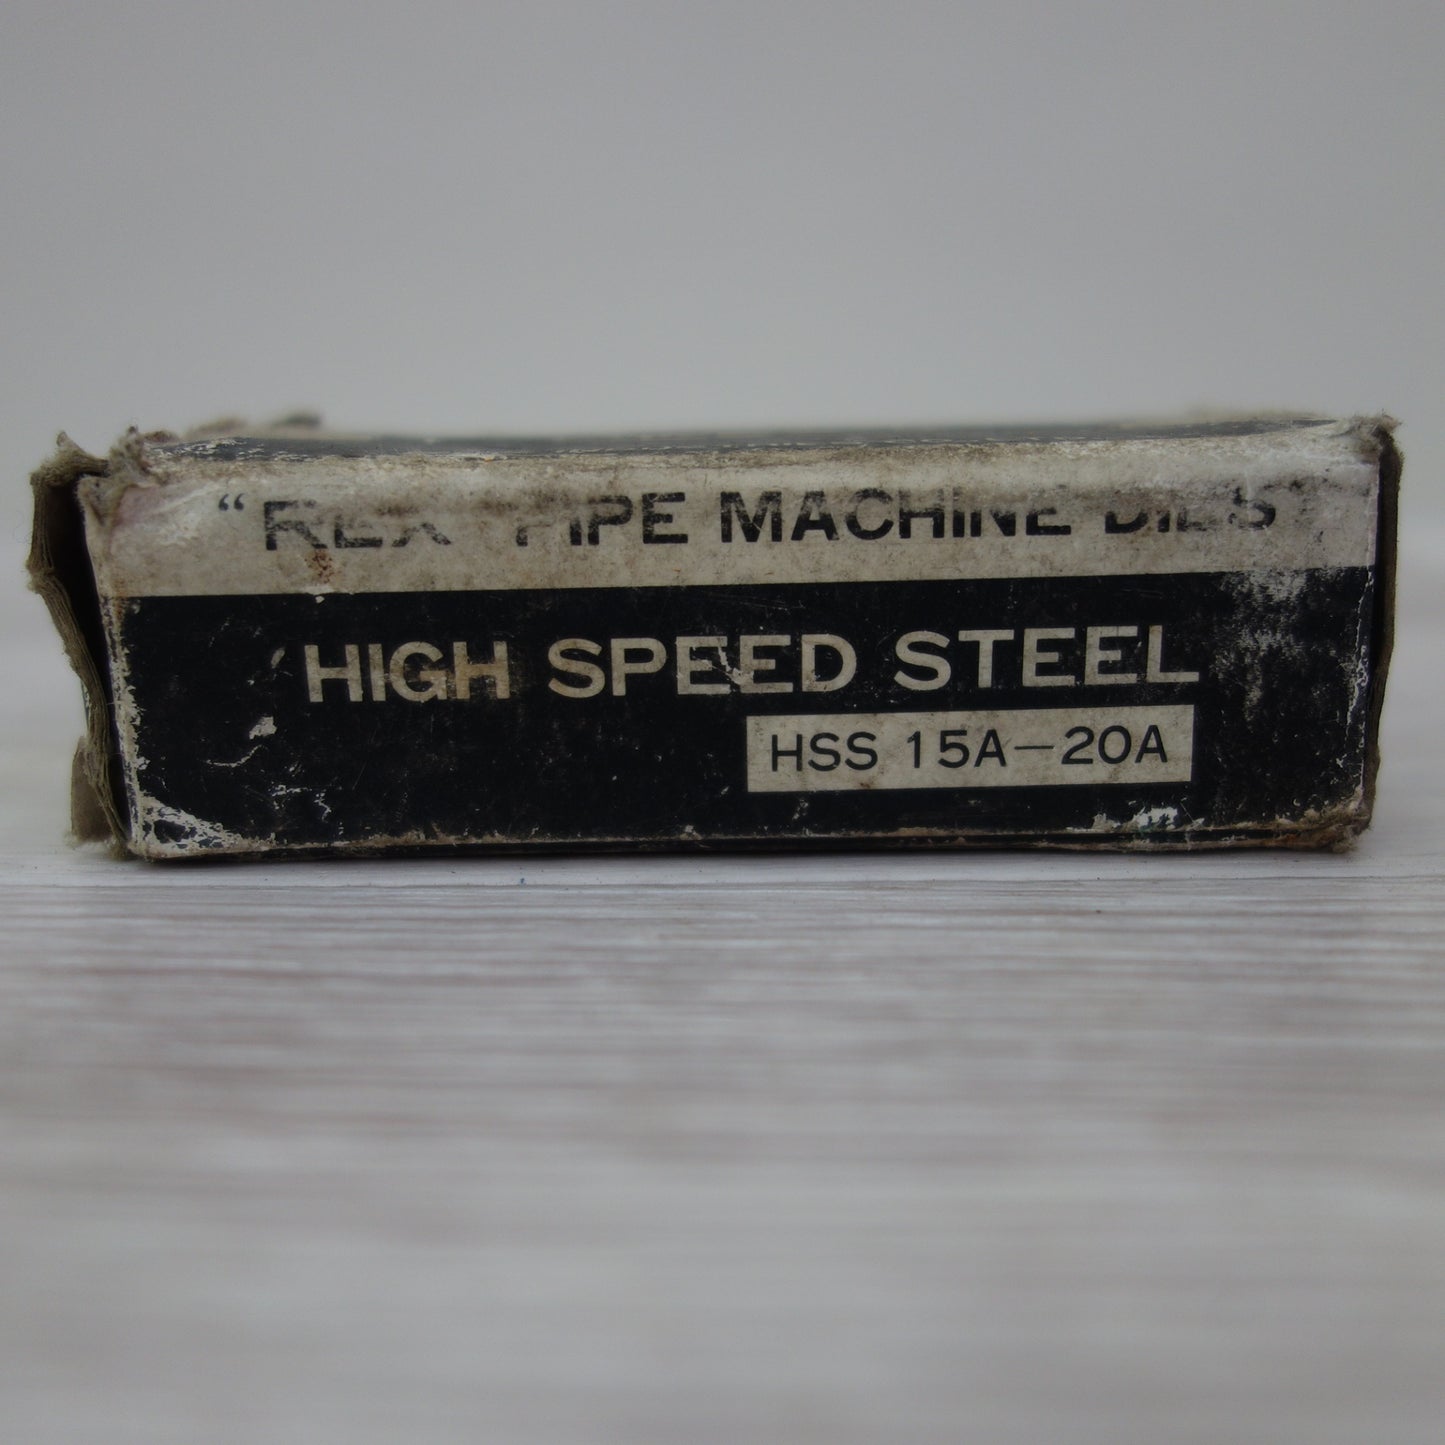 “REX” PIPE MACHINE DIES
HIGH SPEED STEEL
HSS 15A—20A